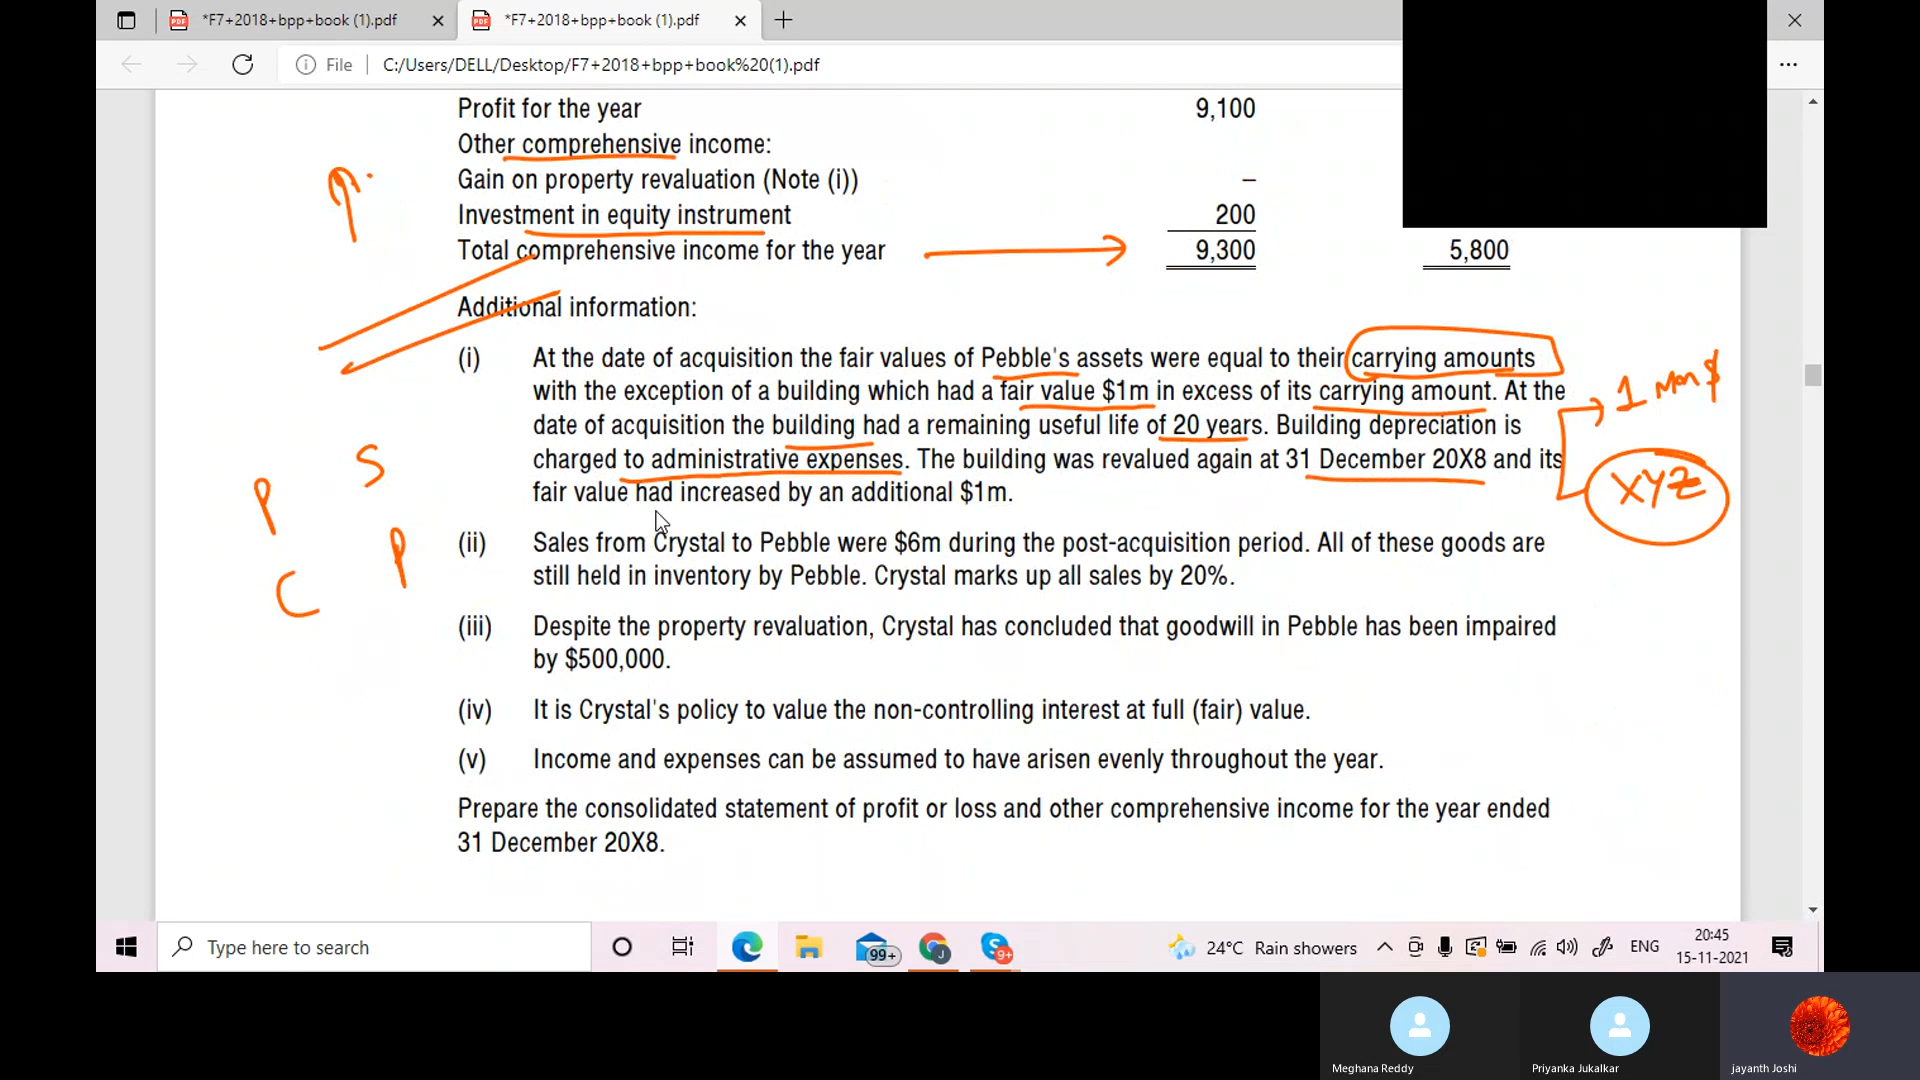 *F7+2018+bpp+book (1).pdf
*F7+2018+bpp+book (1).pdf
File
C:/Users/DELL/Desktop/F7+2018+bpp+book%20(1).pdf
Profit for the year 9,100
Other comprehensive income:
Gain on property revaluation (Note (i)) –
Investment in equity instrument 200
Total comprehensive income for the year 9,300 5,800
Additional information:
(i) At the date of acquisition the fair values of Pebble's assets were equal to their carrying amounts
with the exception of a building which had a fair value $1m in excess of its carrying amount. At the
date of acquisition the building had a remaining useful life of 20 years. Building depreciation is
charged to administrative expenses. The building was revalued again at 31 December 20X8 and its
fair value had increased by an additional $1m.
1 Mon $
XYZ
P S
C P
(ii) Sales from Crystal to Pebble were $6m during the post-acquisition period. All of these goods are
still held in inventory by Pebble. Crystal marks up all sales by 20%.
(iii) Despite the property revaluation, Crystal has concluded that goodwill in Pebble has been impaired
by $500,000.
(iv) It is Crystal's policy to value the non-controlling interest at full (fair) value.
(v) Income and expenses can be assumed to have arisen evenly throughout the year.
Prepare the consolidated statement of profit or loss and other comprehensive income for the year ended
31 December 20X8.
Type here to search
99+
J
9+
24°C Rain showers
ENG
20:45
15-11-2021
Meghana Reddy
Priyanka Jukalkar
jayanth Joshi